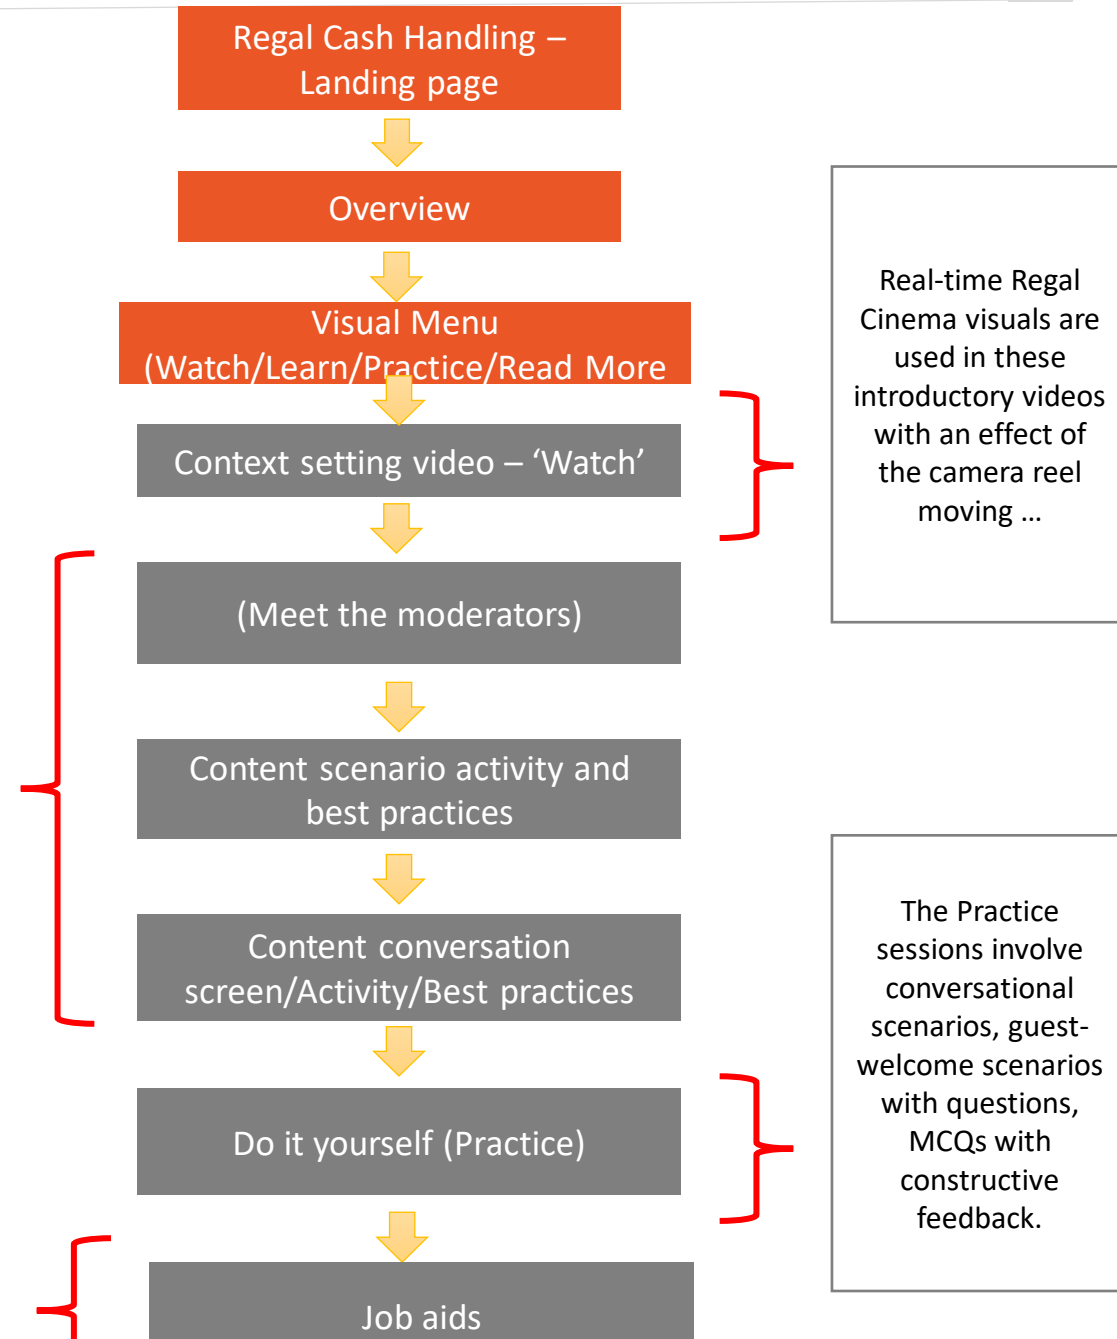 Regal Cash Handling –
Landing page
Overview
Visual Menu
(Watch/Learn/Practice/Read More
Context setting video – ‘Watch’
Real-time Regal
Cinema visuals are
used in these
introductory videos
with an effect of
the camera reel
moving …
(Meet the moderators)
Content scenario activity and
best practices
Content conversation
screen/Activity/Best practices
Do it yourself (Practice)
The Practice
sessions involve
conversational
scenarios, guest-
welcome scenarios
with questions,
MCQs with
constructive
feedback.
Job aids